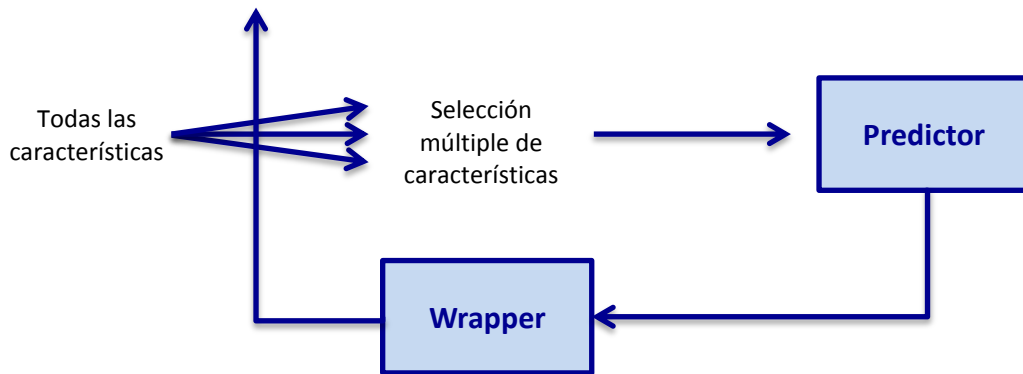 Todas las
características
Selección
múltiple de
características
Predictor
Wrapper